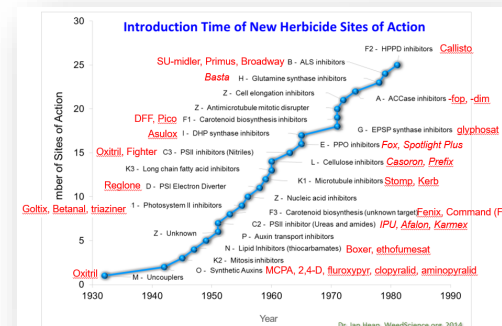 Introduction Time of New Herbicide Sites of Action
30
F2 - HPPD inhibitors Callisto
SU-midler, Primus, Broadway B - ALS inhibitors
25
Basta H - Glutamine synthase inhibitors
Z - Cell elongation inhibitors
A - ACCase inhibitors -fop, -dim
20
Z - Antimicrotubule mitotic disrupter
DFF, Pico F1 - Carotenoid biosynthesis inhibitors
Asulox I - DHP synthase inhibitors
G - EPSP synthase inhibitors glyphosat
E - PPO inhibitors Fox, Spotlight Plus
15
Oxitril, Fighter C3 - PSII inhibitors (Nitriles)
L - Cellulose inhibitors Casoron, Prefix
K3 - Long chain fatty acid inhibitors
K1 - Microtubule inhibitors Stomp, Kerb
Reglone D - PSI Electron Diverter
10
Z - Nucleic acid inhibitors
Goltix, Betanal, triaziner
1 - Photosystem II inhibitors
F3 - Carotenoid biosynthesis (unknown target) Fenix, Command (F
C2 - PSII inhibitor (Ureas and amides) IPU, Afalon, Karmex
Z - Unknown
P - Auxin transport inhibitors
5
N - Lipid Inhibitors (thiocarbamates) Boxer, ethofumesat
K2 - Mitosis inhibitors
Oxitril
O - Synthetic Auxins MCPA, 2,4-D, fluroxypyr, clopyralid, aminopyralid
M - Uncouplers
0
1930 1940 1950 1960 1970 1980 1990
Year
mber of Sites of Action
Dr. Ian Heap, WeedScience.org 2014